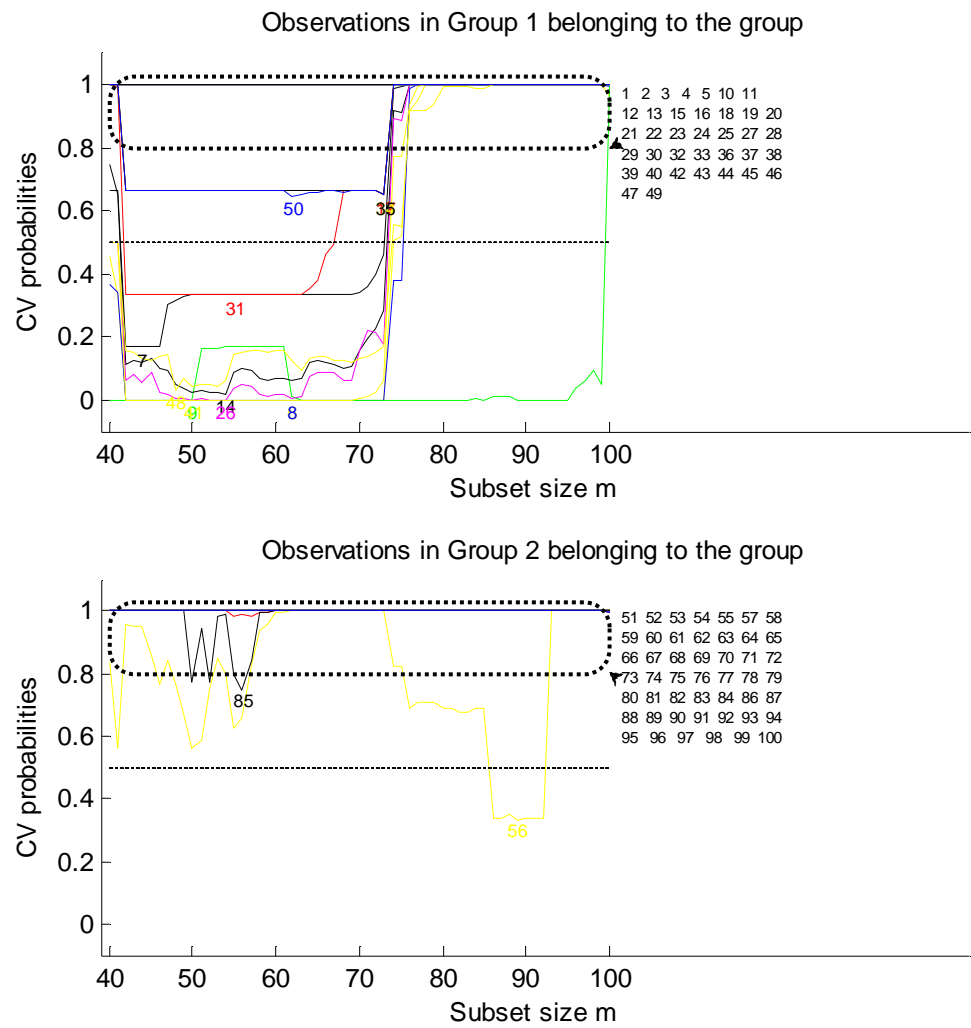 Observations in Group 1 belonging to the group
CV probabilities
1
0.8
0.6
0.4
0.2
0
1 2 3 4 5 10 11
12 13 15 16 18 19 20
21 22 23 24 25 27 28
29 30 32 33 36 37 38
39 40 42 43 44 45 46
47 49
50
35
31
7
48
9
14
26
8
40 50 60 70 80 90 100
Subset size m
Observations in Group 2 belonging to the group
CV probabilities
1
0.8
0.6
0.4
0.2
0
51 52 53 54 55 57 58
59 60 61 62 63 64 65
66 67 68 69 70 71 72
73 74 75 76 77 78 79
80 81 82 83 84 86 87
88 89 90 91 92 93 94
95 96 97 98 99 100
85
56
40 50 60 70 80 90 100
Subset size m